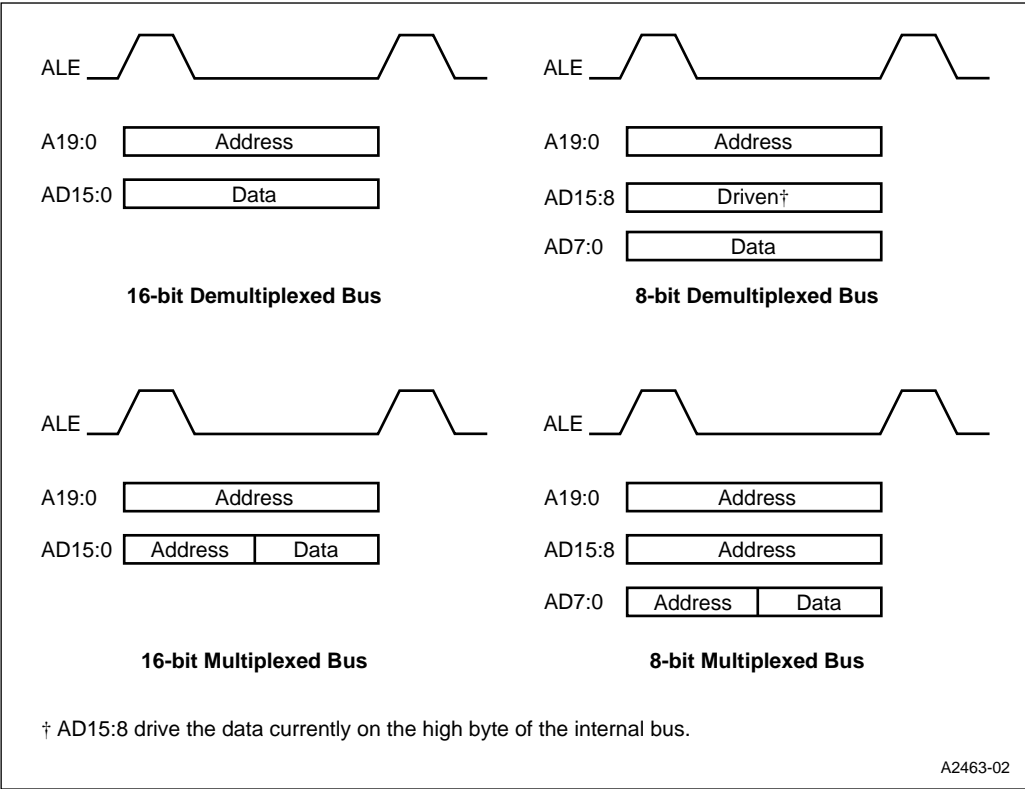 ALE
A19:0 Address
AD15:0 Data
16-bit Demultiplexed Bus
ALE
A19:0 Address
AD15:8 Driven†
AD7:0 Data
8-bit Demultiplexed Bus
ALE
A19:0 Address
AD15:0 Address Data
16-bit Multiplexed Bus
ALE
A19:0 Address
AD15:8 Address
AD7:0 Address Data
8-bit Multiplexed Bus
† AD15:8 drive the data currently on the high byte of the internal bus.
A2463-02